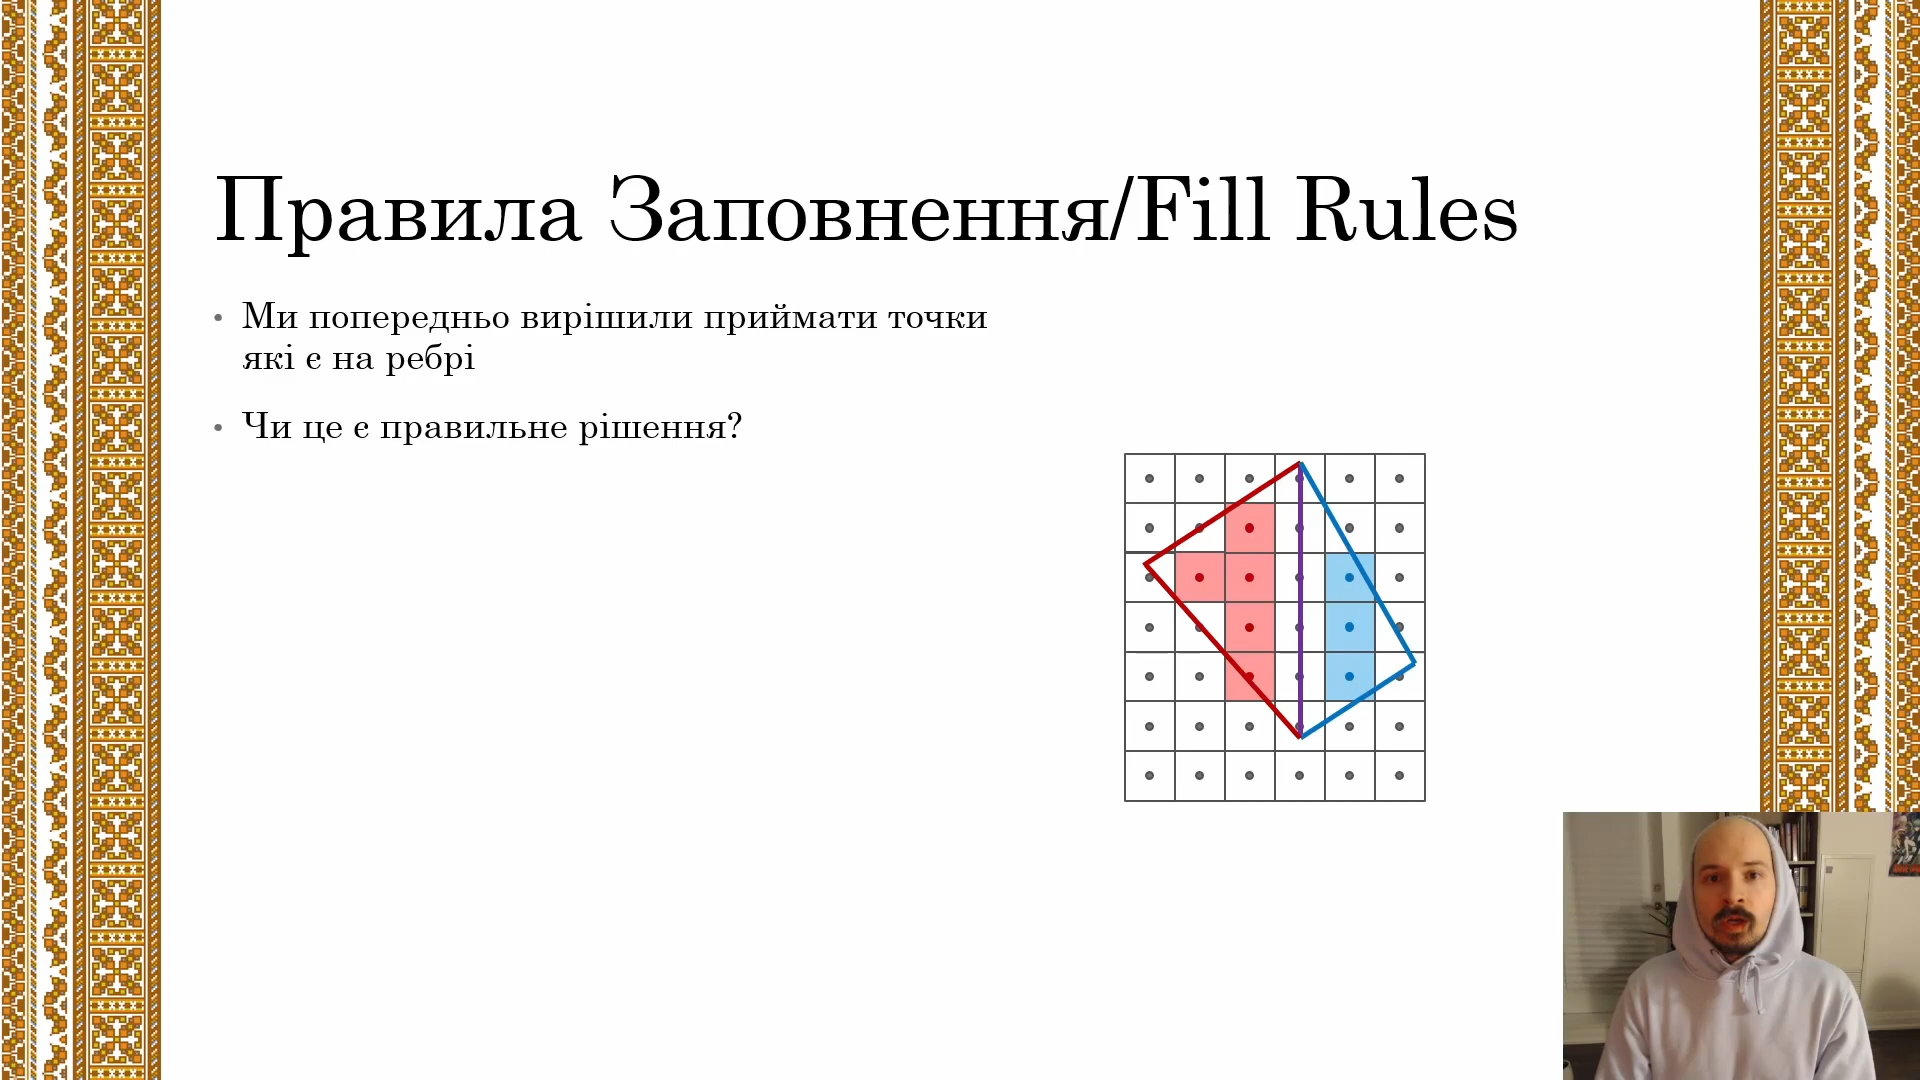 Правила Заповнення/Fill Rules
• Ми попередньо вирішили приймати точки
які є на ребрі
• Чи це є правильне рішення?